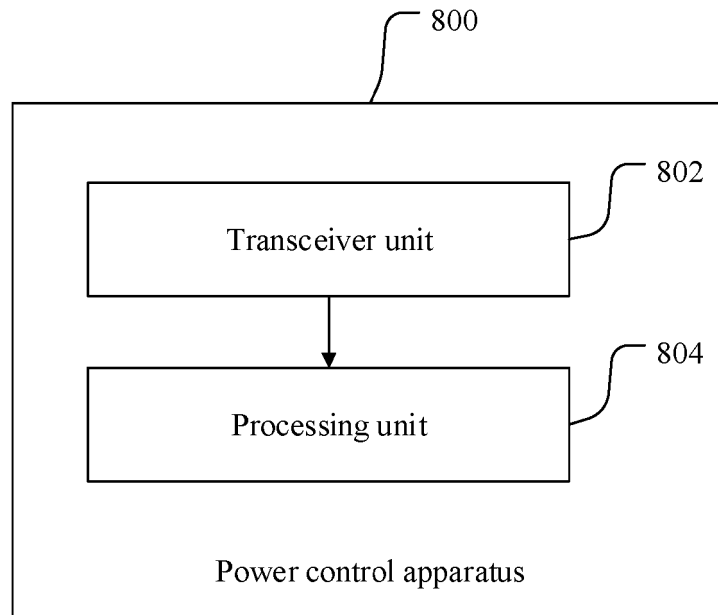 800
802
Transceiver unit
804
Processing unit
Power control apparatus